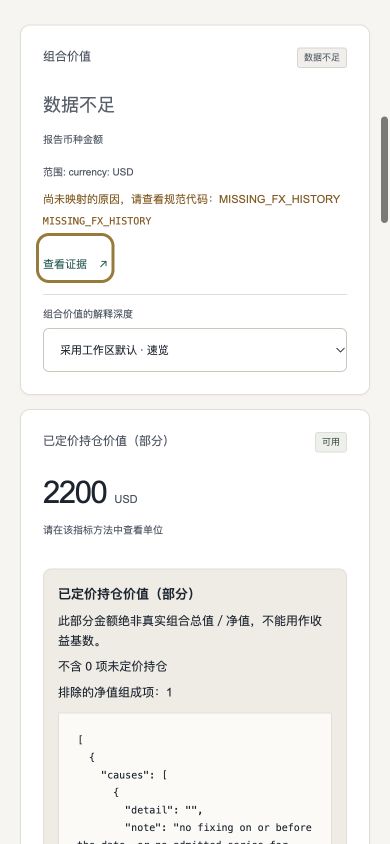 组合价值
数据不足
数据不足
报告币种金额
范围: currency: USD
尚未映射的原因，请查看规范代码：MISSING_FX_HISTORY
MISSING_FX_HISTORY
查看证据 ↗
组合价值的解释深度
采用工作区默认 · 速览
已定价持仓价值（部分）
可用
2200 USD
请在该指标方法中查看单位
已定价持仓价值（部分）
此部分金额绝非真实组合总值 / 净值，不能用作收
益基数。
不含 0 项未定价持仓
排除的净值组成项：1
[
{
"causes": [
{
"detail": "",
"note": "no fixing on or before
the date, or no admitted series for